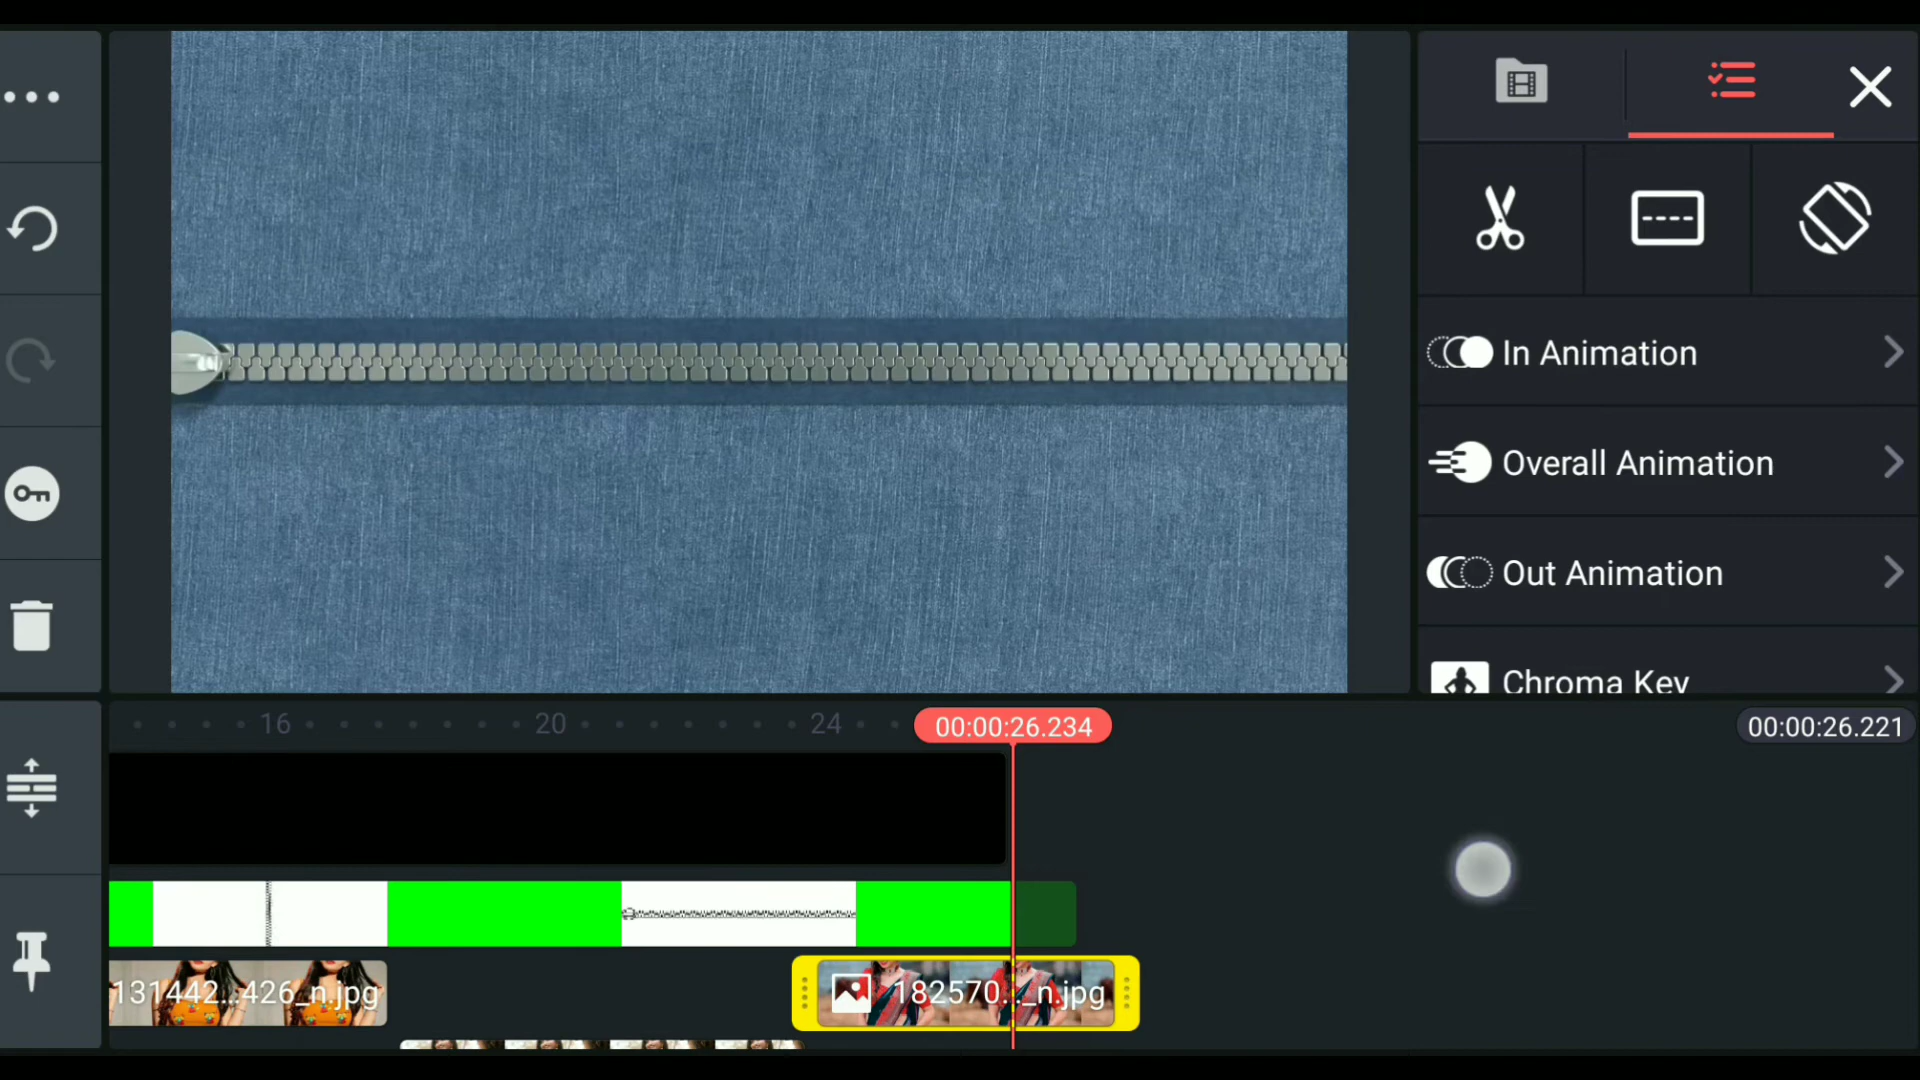 In Animation
Overall Animation
Out Animation
Chroma Key
16
20
24
00:00:26.234
00:00:26.221
131442...426_n.jpg
182570..._n.jpg